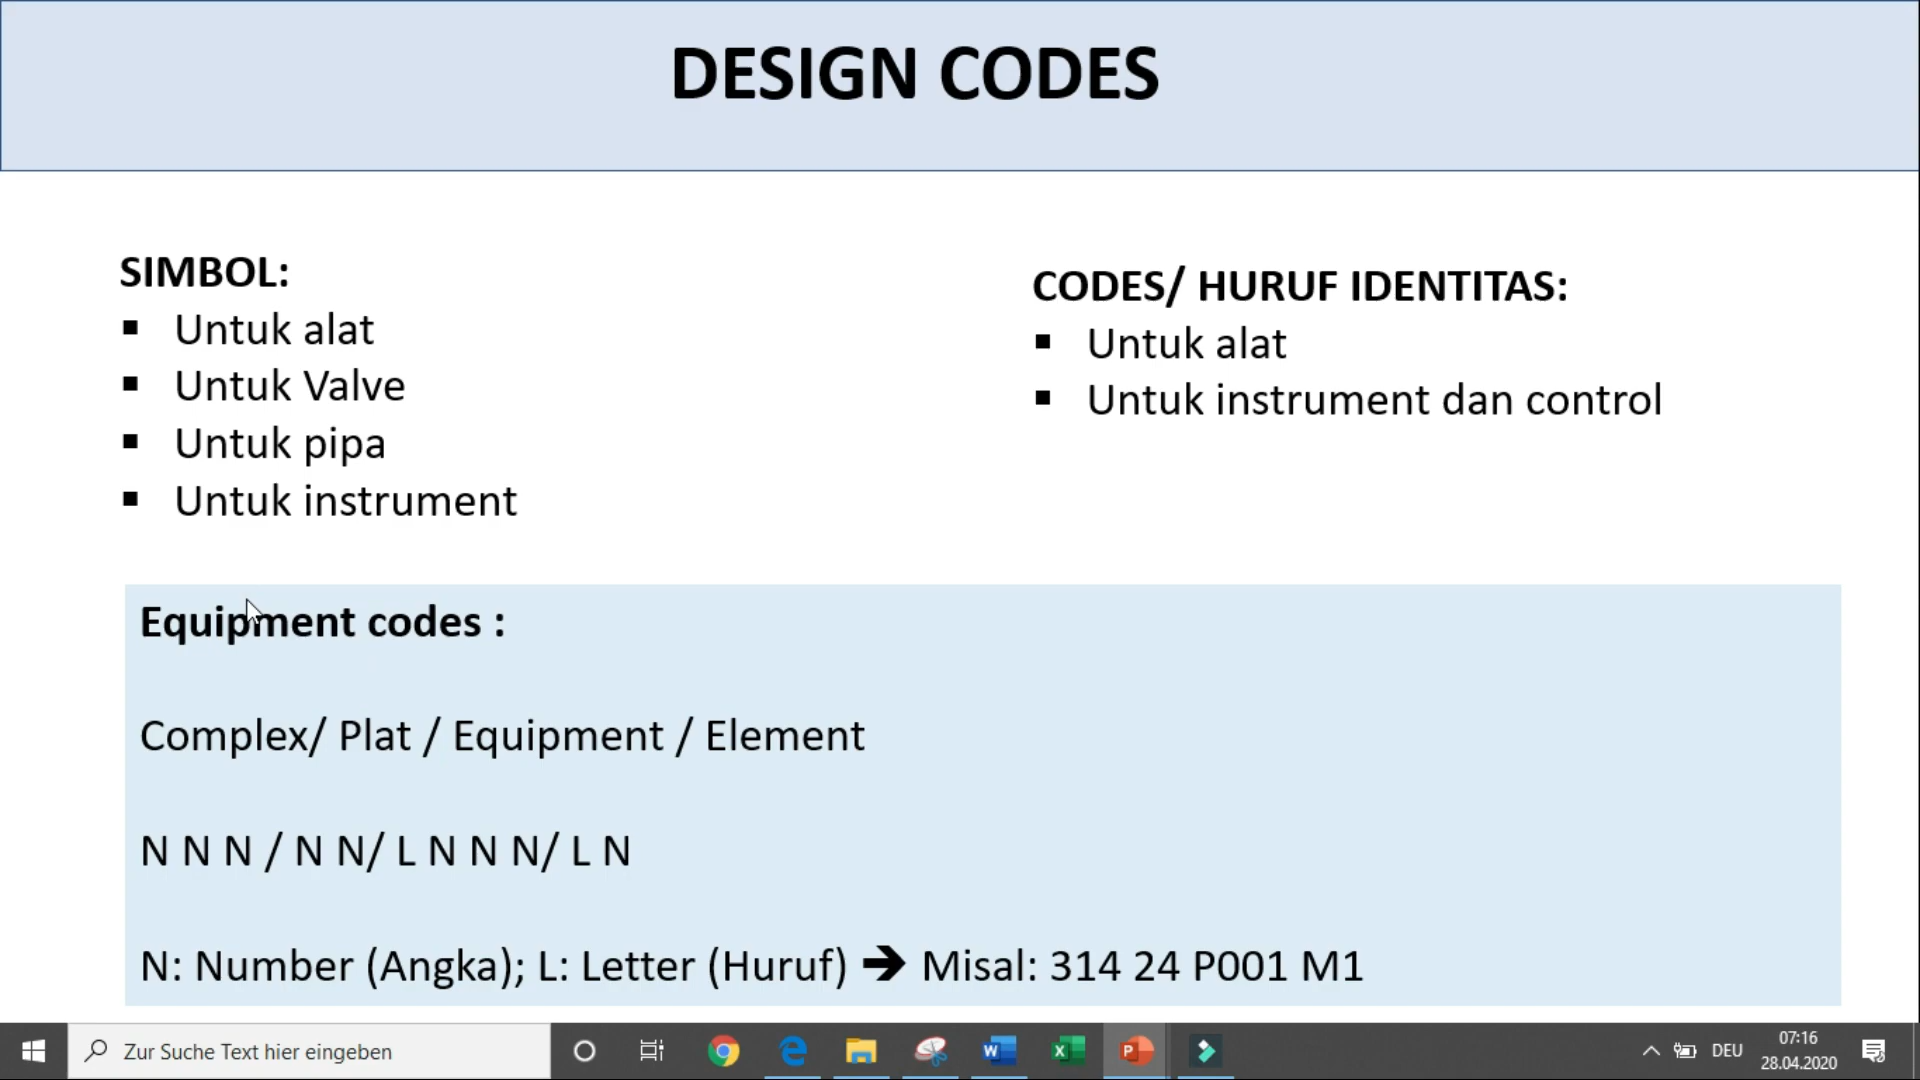 DESIGN CODES
SIMBOL:
▪ Untuk alat
▪ Untuk Valve
▪ Untuk pipa
▪ Untuk instrument
CODES/ HURUF IDENTITAS:
▪ Untuk alat
▪ Untuk instrument dan control
Equipment codes :
Complex/ Plat / Equipment / Element
N N N / N N/ L N N N/ L N
N: Number (Angka); L: Letter (Huruf) 🡺 Misal: 314 24 P001 M1
Zur Suche Text hier eingeben
DEU
07:16
28.04.2020